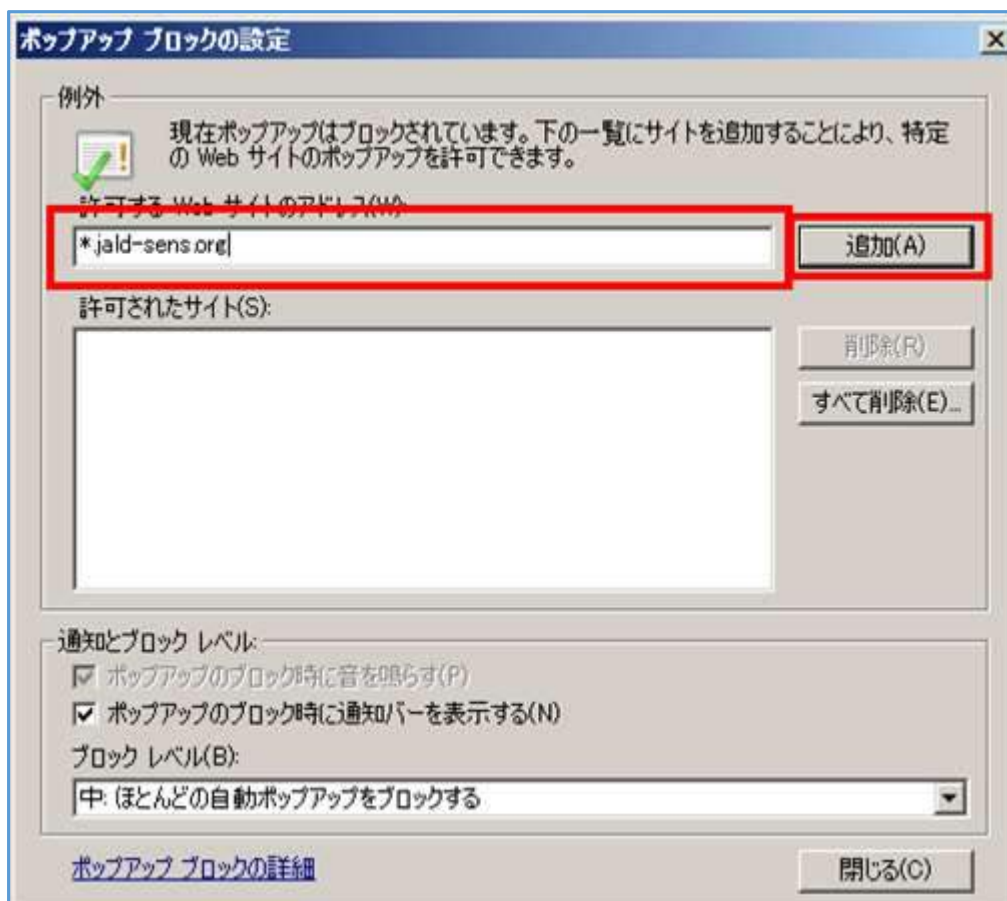 ポップアップ ブロックの設定
例外
現在ポップアップはブロックされています。下の一覧にサイトを追加することにより、特定
の Web サイトのポップアップを許可できます。
許可する Web サイトのアドレス(W):
*.jald-sens.org
追加(A)
許可されたサイト(S):
削除(R)
すべて削除(E)...
通知とブロック レベル:
ポップアップのブロック時に音を鳴らす(P)
ポップアップのブロック時に通知バーを表示する(N)
ブロック レベル(B):
中: ほとんどの自動ポップアップをブロックする
ポップアップ ブロックの詳細
閉じる(C)